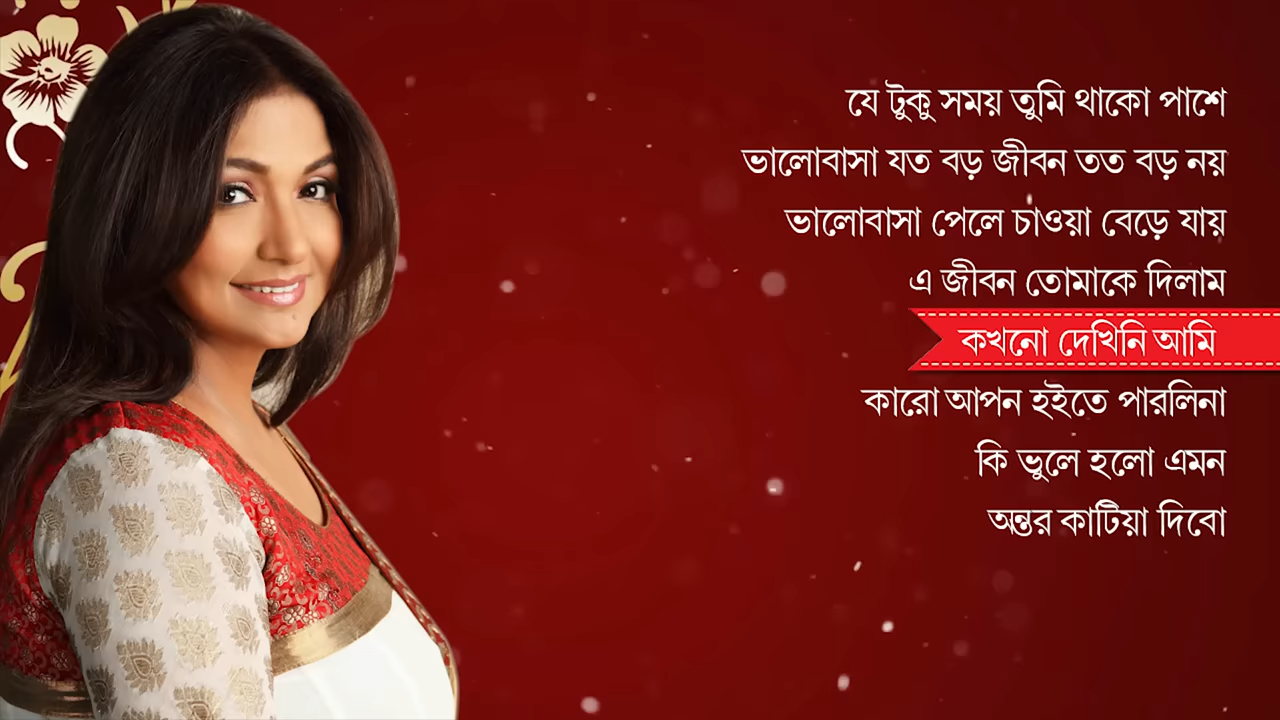 যে টুকু সময় তুমি থাকো পাশে
ভালোবাসা যত বড় জীবন তত বড় নয়
ভালোবাসা পেলে চাওয়া বেড়ে যায়
এ জীবন তোমাকে দিলাম
কখনো দেখিনি আমি
কারো আপন হইতে পারলিনা
কি ভুলে হলো এমন
অন্তর কাটিয়া দিবো